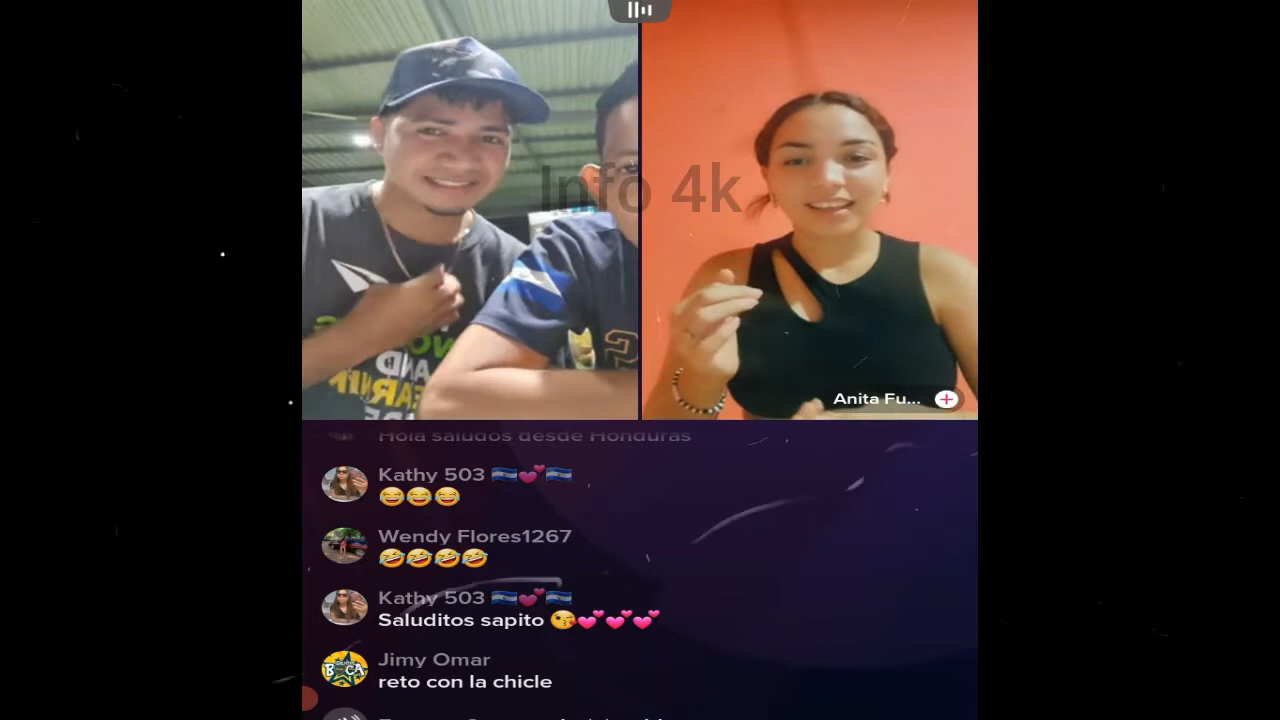 Info 4k
Anita Fu...
Hola saludos desde Honduras
Kathy 503 🇸🇻💕🇸🇻
😂😂😂
Wendy Flores1267
🤣🤣🤣🤣
Kathy 503 🇸🇻💕🇸🇻
Saluditos sapito 😘💕💕💕
Jimy Omar
reto con la chicle